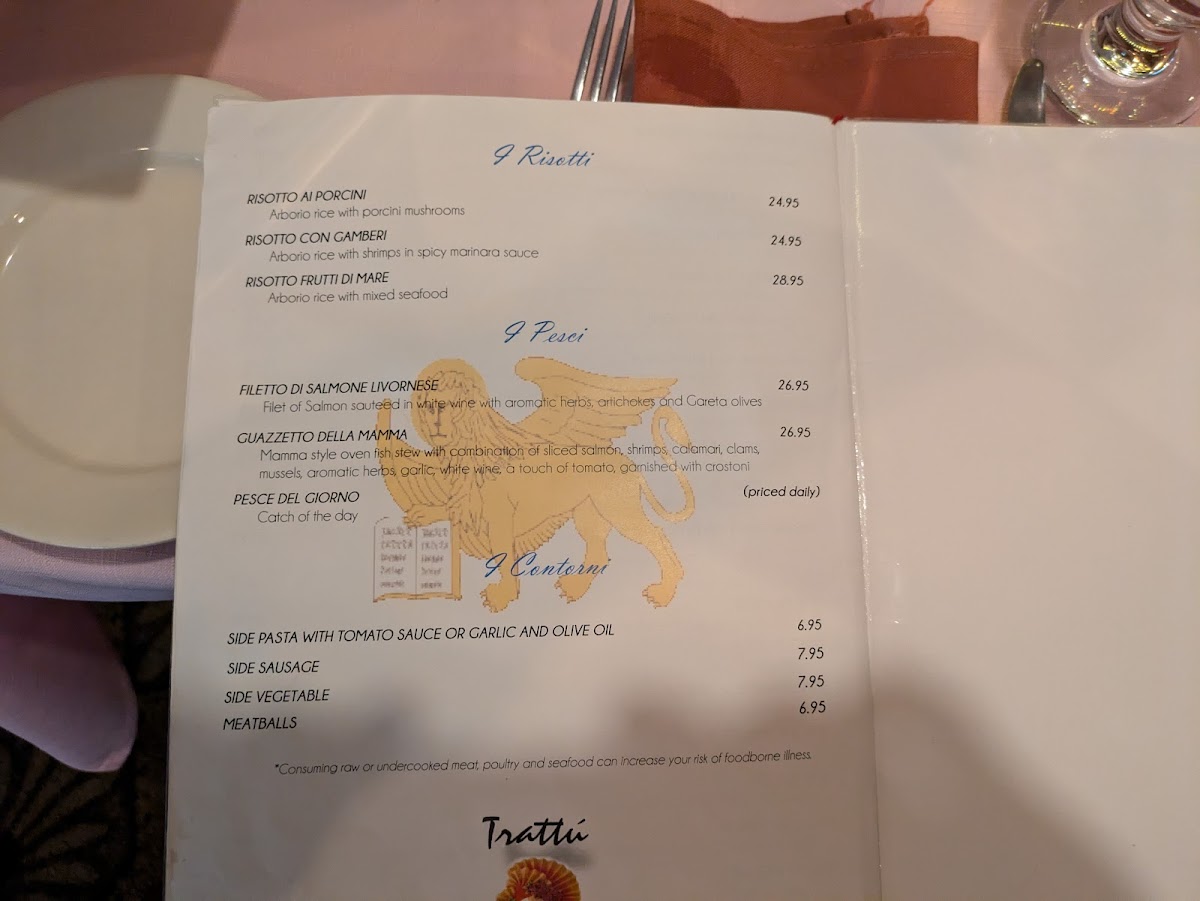 I Risotti
RISOTTO AI PORCINI 24.95
Arborio rice with porcini mushrooms
RISOTTO CON GAMBERI 24.95
Arborio rice with shrimps in spicy marinara sauce
RISOTTO FRUTTI DI MARE 28.95
Arborio rice with mixed seafood
I Pesci
FILETTO DI SALMONE LIVORNESE 26.95
Filet of Salmon sauteed in white wine with aromatic herbs, artichokes and Gareta olives
GUAZZETTO DELLA MAMMA 26.95
Mamma style oven fish stew with combination of sliced salmon, shrimps, calamari, clams,
mussels, aromatic herbs, garlic, white wine, a touch of tomato, garnished with crostoni
PESCE DEL GIORNO (priced daily)
Catch of the day
I Contorni
SIDE PASTA WITH TOMATO SAUCE OR GARLIC AND OLIVE OIL 6.95
SIDE SAUSAGE 7.95
SIDE VEGETABLE 7.95
MEATBALLS 6.95
*Consuming raw or undercooked meat, poultry and seafood can increase your risk of foodborne illness.
Trattú